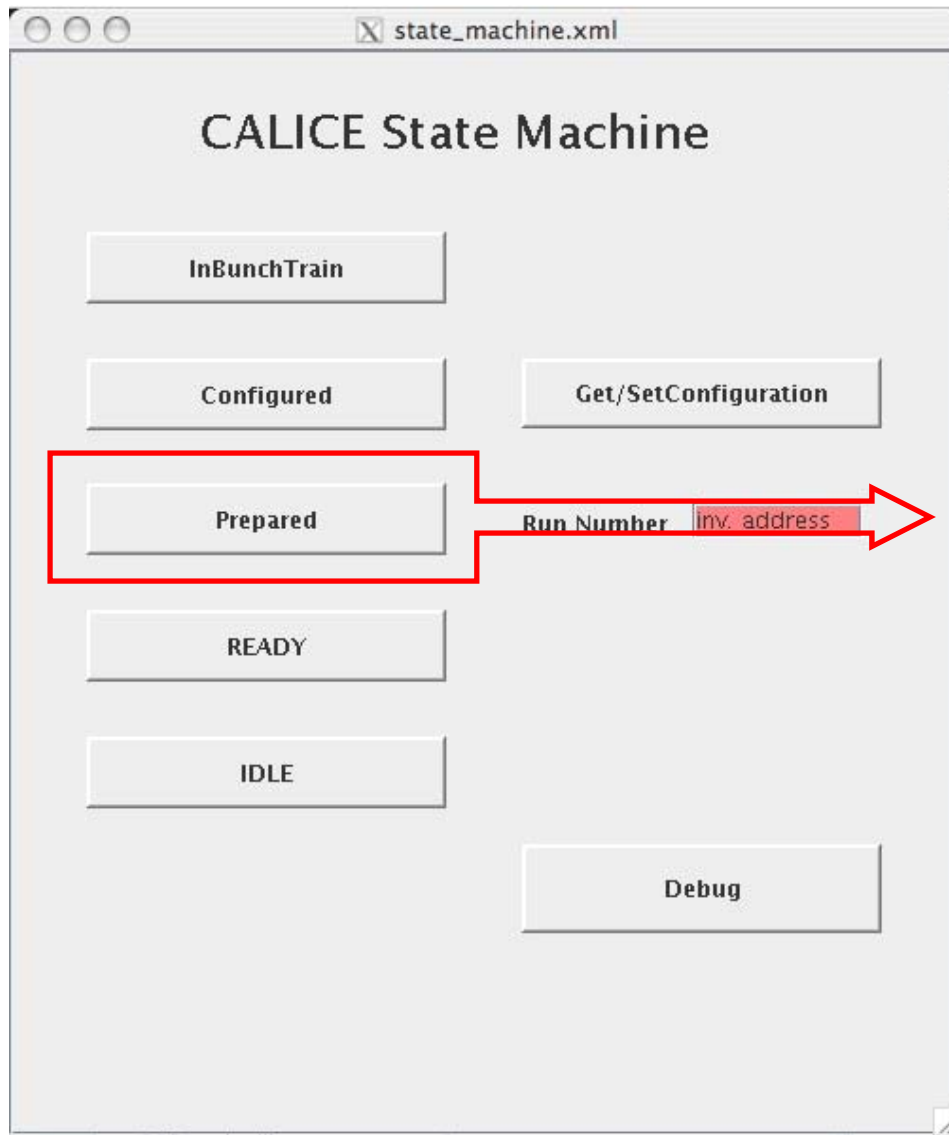 state_machine.xml
CALICE State Machine
InBunchTrain
Configured
Get/SetConfiguration
Prepared
Run Number
inv. address
READY
IDLE
Debug